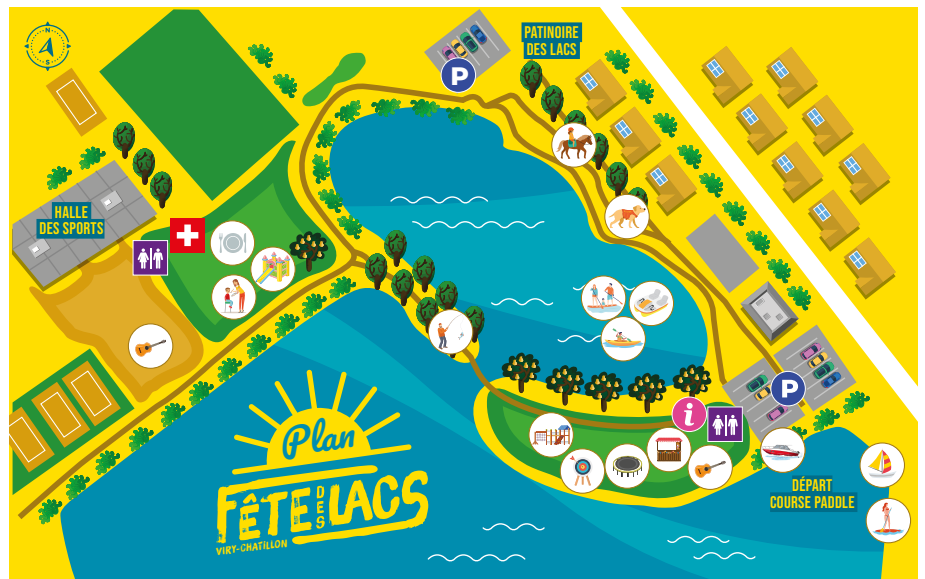 N
S
P
PATINOIRE
DES LACS
HALLE
DES SPORTS
Plan
FÊTE DES LACS
VIRY-CHATILLON
i
P
DÉPART
COURSE PADDLE